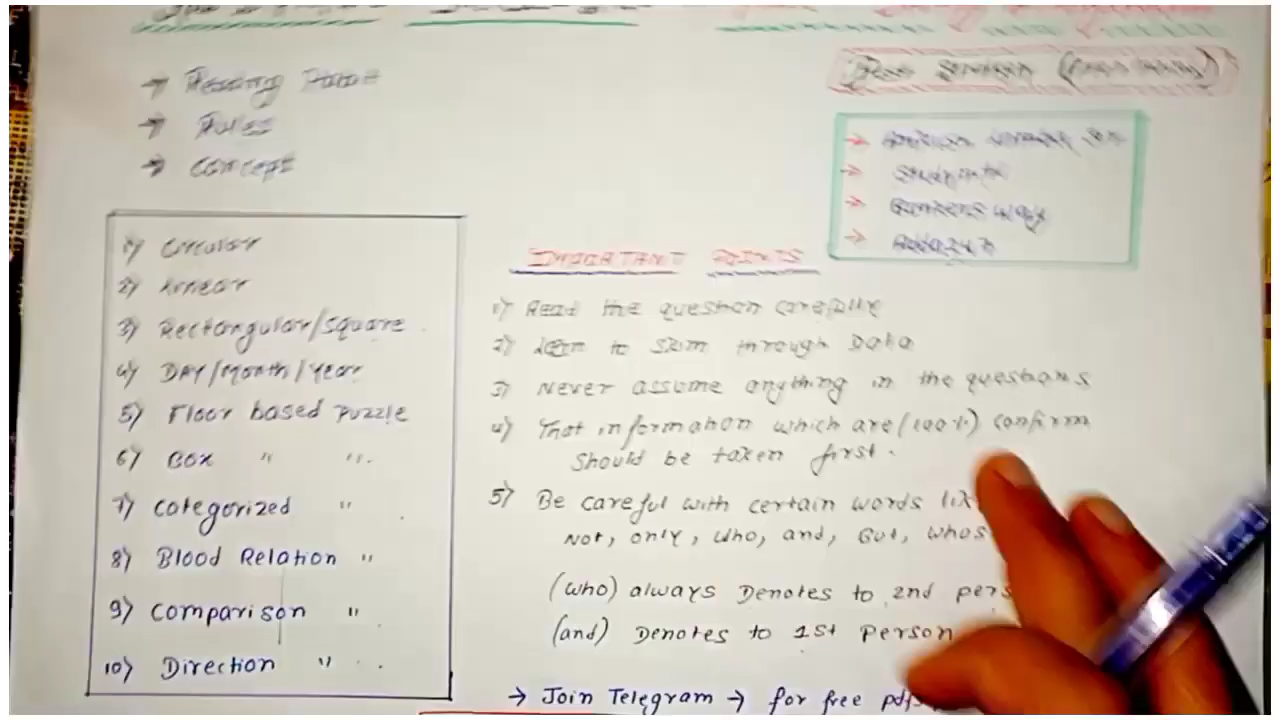 → Rules
→ Concept
1) Circular
2) Linear
3) Rectangular/square
4) DAY/Month/Year
5) Floor based puzzle
6) Box " "
7) categorized "
8) Blood Relation "
9) comparison "
10) Direction "
→
→
→
→
IMPORTANT POINTS
1) Read the question carefully
2) Learn to skim through Data
3) Never assume anything in the questions
4) That information which are (100%) confirm
should be taken first.
5) Be careful with certain words
Not, only, who, and, But,
(who) always Denotes to 2nd
(and) Denotes to 1st Person
→ Join Telegram → for free